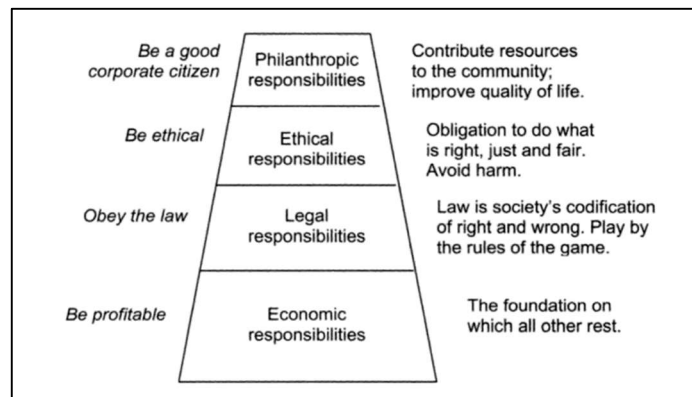 Be a good
corporate citizen
Philanthropic
responsibilities
Contribute resources
to the community;
improve quality of life.
Be ethical
Ethical
responsibilities
Obligation to do what
is right, just and fair.
Avoid harm.
Obey the law
Legal
responsibilities
Law is society's codification
of right and wrong. Play by
the rules of the game.
Be profitable
Economic
responsibilities
The foundation on
which all other rest.